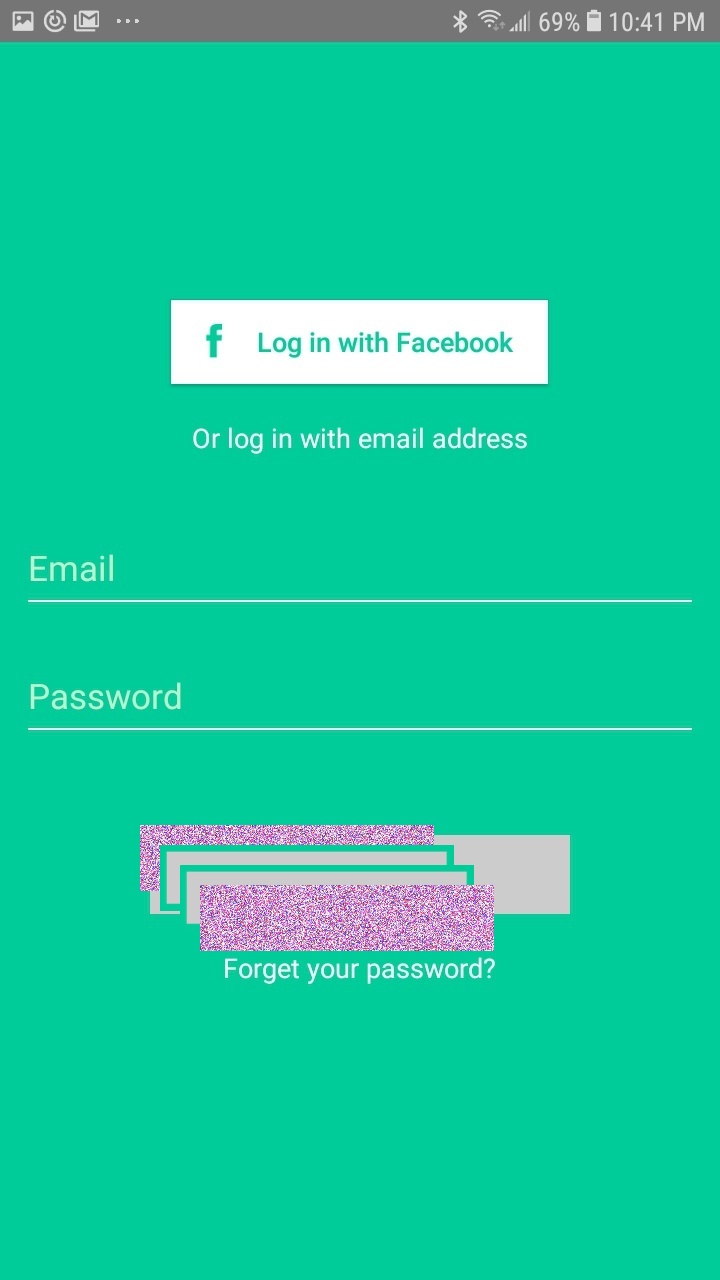 69% 10:41 PM
f Log in with Facebook
Or log in with email address
Email
Password
Forget your password?